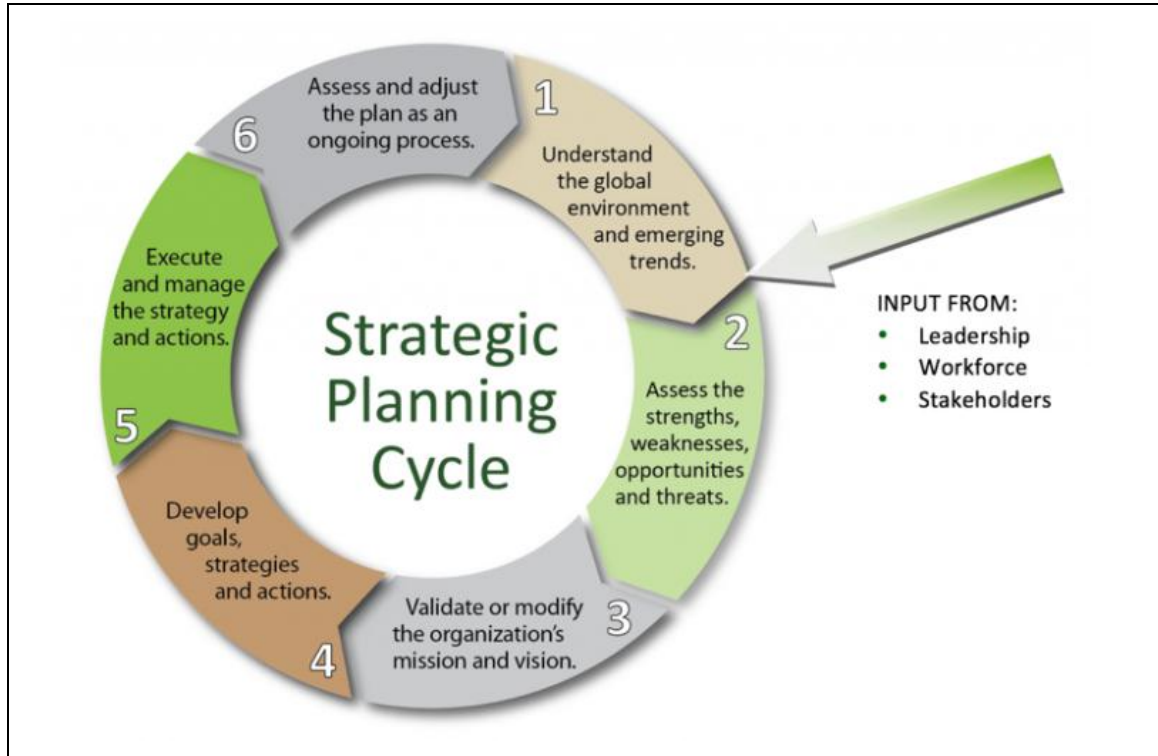 1
Understand
the global
environment
and emerging
trends.
INPUT FROM:
• Leadership
• Workforce
• Stakeholders
2
Assess the
strengths,
weaknesses,
opportunities
and threats.
3
Validate or modify
the organization's
mission and vision.
4
Develop
goals,
strategies
and actions.
5
Execute
and manage
the strategy
and actions.
6
Assess and adjust
the plan as an
ongoing process.
Strategic
Planning
Cycle